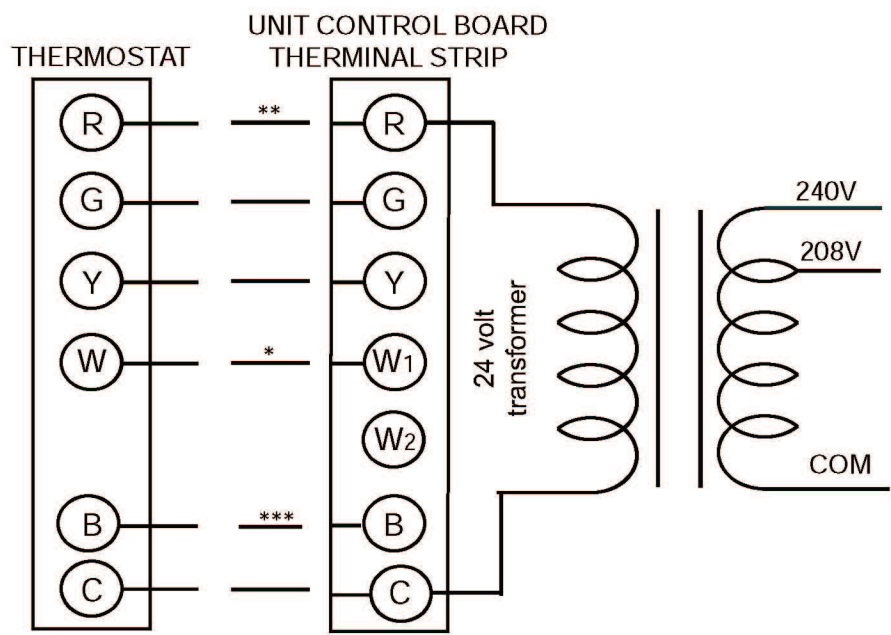 UNIT CONTROL BOARD
THERMOSTAT THERMINAL STRIP
R ** R
G G
240V
208V
Y Y
24 volt
transformer
W * W1
W2
COM
B *** B
C C